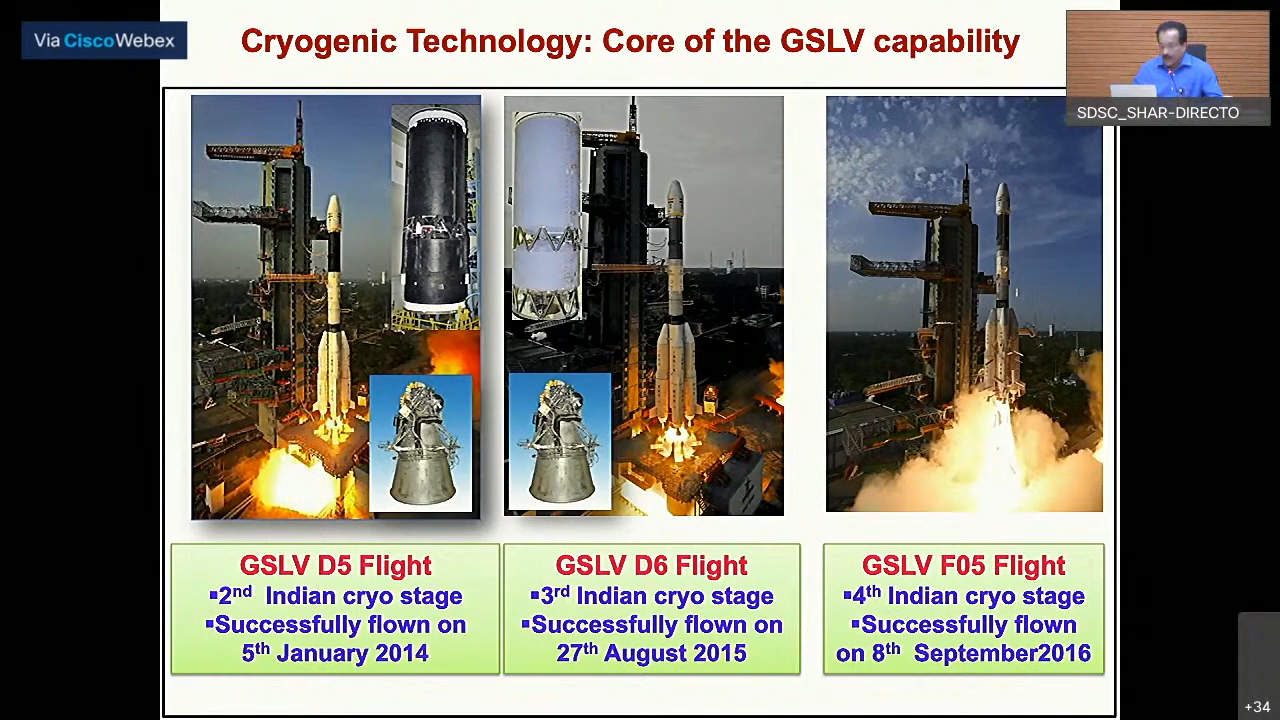 Via Cisco Webex
Cryogenic Technology: Core of the GSLV capability
SDSC_SHAR-DIRECTO
GSLV D5 Flight
▪2nd Indian cryo stage
▪Successfully flown on
5th January 2014
GSLV D6 Flight
▪3rd Indian cryo stage
▪Successfully flown on
27th August 2015
GSLV F05 Flight
▪4th Indian cryo stage
▪Successfully flown
on 8th September2016
+34